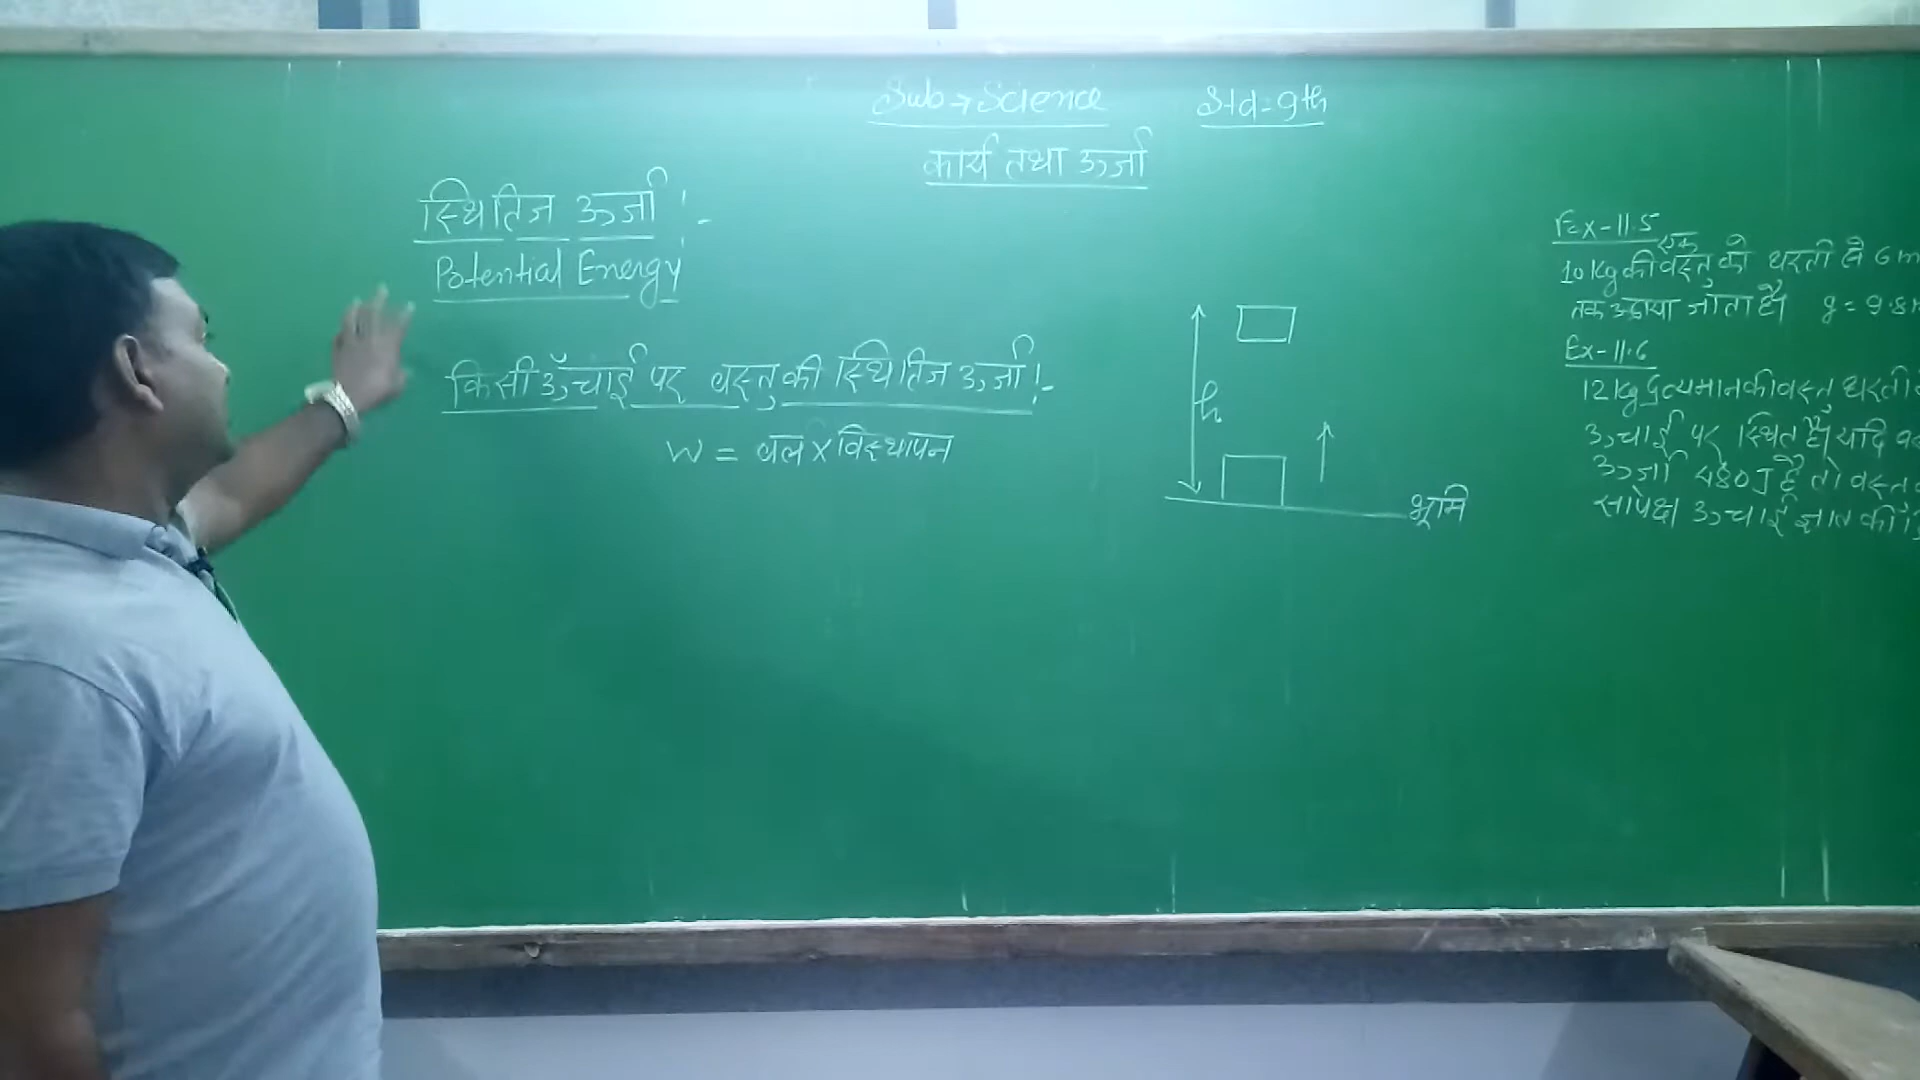 Sub → Science Std = 9th
कार्य तथा ऊर्जा
स्थितिज ऊर्जा :-
Potential Energy
किसी ऊँचाई पर वस्तु की स्थितिज ऊर्जा :-
W = बल x विस्थापन
h
भूमि
Ex-11.5
10 Kg की एक वस्तु को धरती से 6 m
तक उठाया जाता है। g = 9.8
Ex-11.6
12 Kg द्रव्यमान की वस्तु धरती
ऊंचाई पर स्थित है। यदि
ऊर्जा 480 J है तो वस्तु
सापेक्ष ऊंचाई ज्ञात